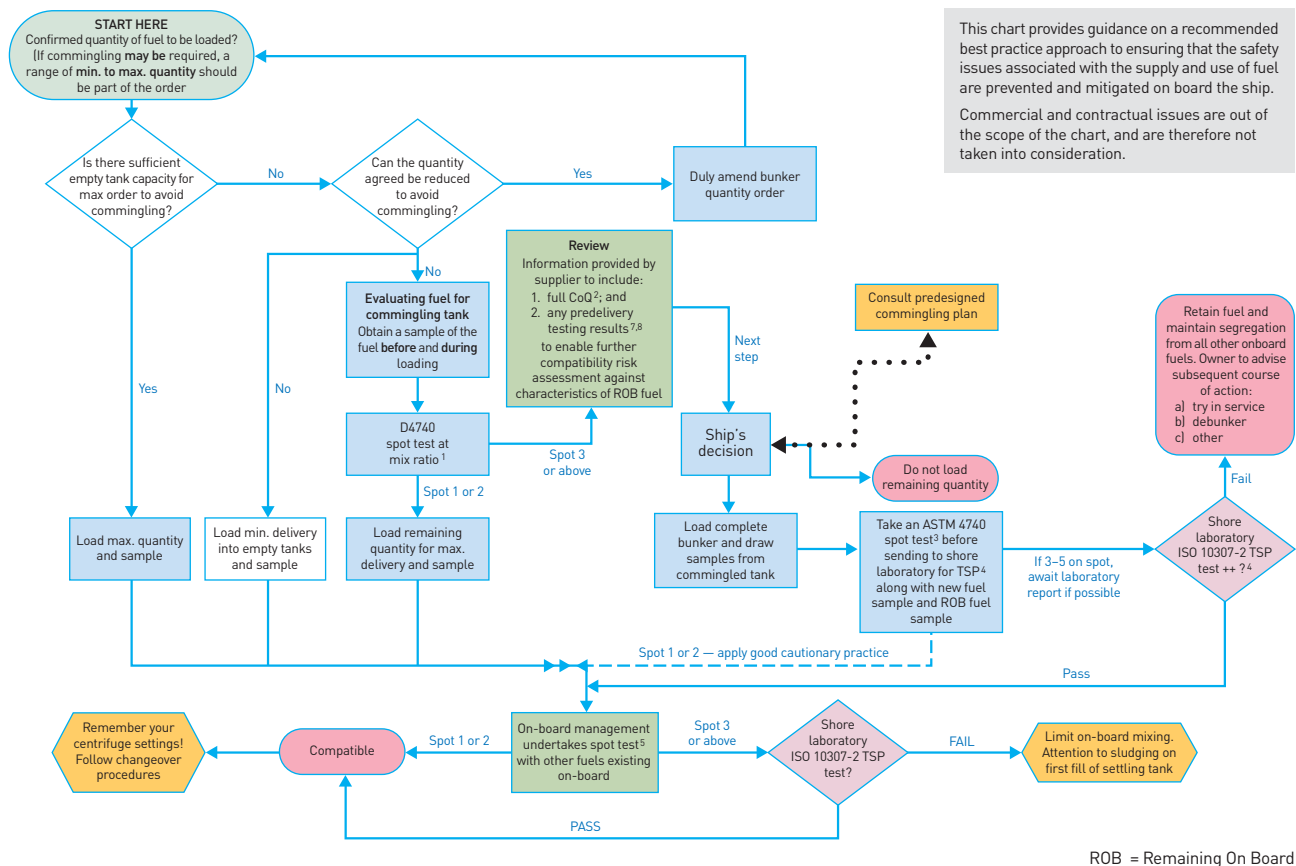 START HERE
Confirmed quantity of fuel to be loaded?
(If commingling may be required, a
range of min. to max. quantity should
be part of the order
This chart provides guidance on a recommended
best practice approach to ensuring that the safety
issues associated with the supply and use of fuel
are prevented and mitigated on board the ship.
Commercial and contractual issues are out of
the scope of the chart, and are therefore not
taken into consideration.
Is there sufficient
empty tank capacity for
max order to avoid
commingling?
No
Can the quantity
agreed be reduced
to avoid
commingling?
Yes
Duly amend bunker
quantity order
No
Evaluating fuel for
commingling tank
Obtain a sample of the
fuel before and during
loading
Review
Information provided by
supplier to include:
1. full CoQ2; and
2. any predelivery
testing results7,8
to enable further
compatibility risk
assessment against
characteristics of ROB fuel
Next
step
Consult predesigned
commingling plan
Retain fuel and
maintain segregation
from all other onboard
fuels. Owner to advise
subsequent course
of action:
a) try in service
b) debunker
c) other
Yes
No
D4740
spot test at
mix ratio 1
Spot 3
or above
Ship's
decision
Do not load
remaining quantity
Fail
Spot 1 or 2
Load max. quantity
and sample
Load min. delivery
into empty tanks
and sample
Load remaining
quantity for max.
delivery and sample
Load complete
bunker and draw
samples from
commingled tank
Take an ASTM 4740
spot test3 before
sending to shore
laboratory for TSP4
along with new fuel
sample and ROB fuel
sample
If 3–5 on spot,
await laboratory
report if possible
Shore
laboratory
ISO 10307-2 TSP
test ++ ?4
Spot 1 or 2 — apply good cautionary practice
Pass
Remember your
centrifuge settings!
Follow changeover
procedures
Compatible
Spot 1 or 2
On-board management
undertakes spot test5
with other fuels existing
on-board
Spot 3
or above
Shore
laboratory
ISO 10307-2 TSP
test?
FAIL
Limit on-board mixing.
Attention to sludging on
first fill of settling tank
PASS
ROB = Remaining On Board